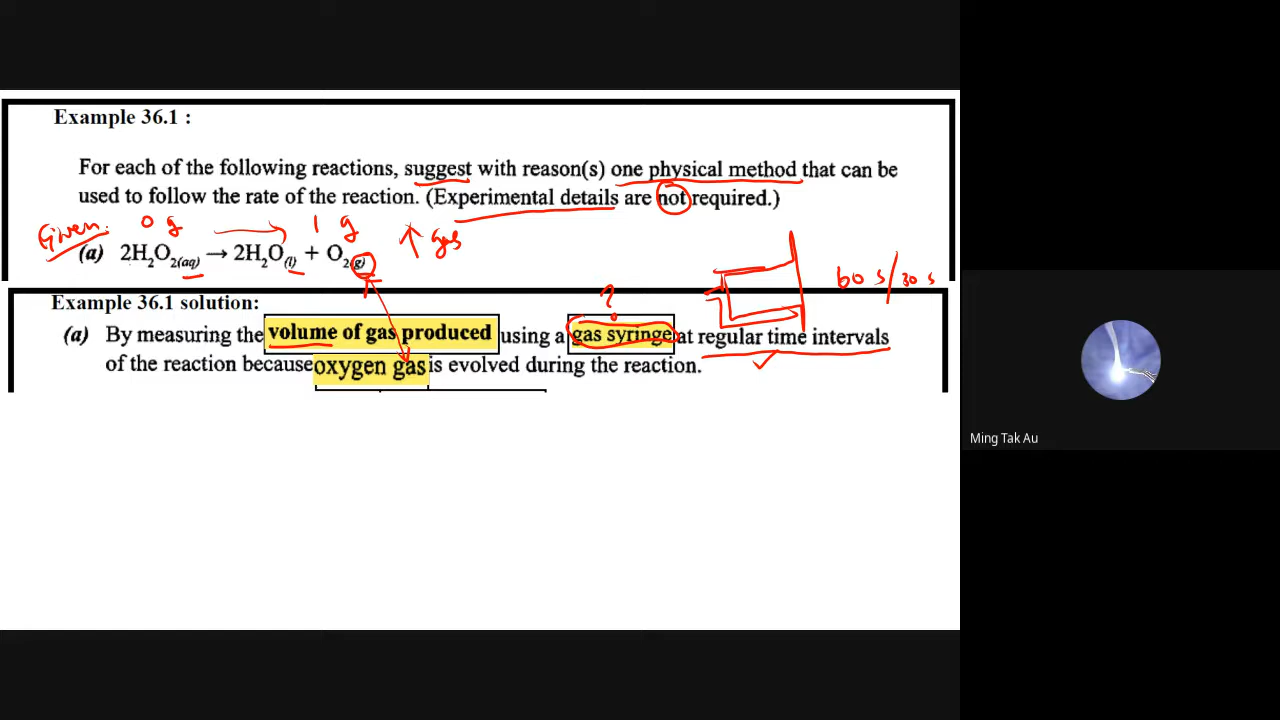 Example 36.1 :
For each of the following reactions, suggest with reason(s) one physical method that can be
used to follow the rate of the reaction. (Experimental details are not required.)
Given: 0 g 1 g ↑ gas
(a) 2H₂O₂(aq) → 2H₂O(l) + O₂(g)
60 s/30 s
Example 36.1 solution:
?
(a) By measuring the volume of gas produced using a gas syringe at regular time intervals
of the reaction because oxygen gas is evolved during the reaction.
Ming Tak Au